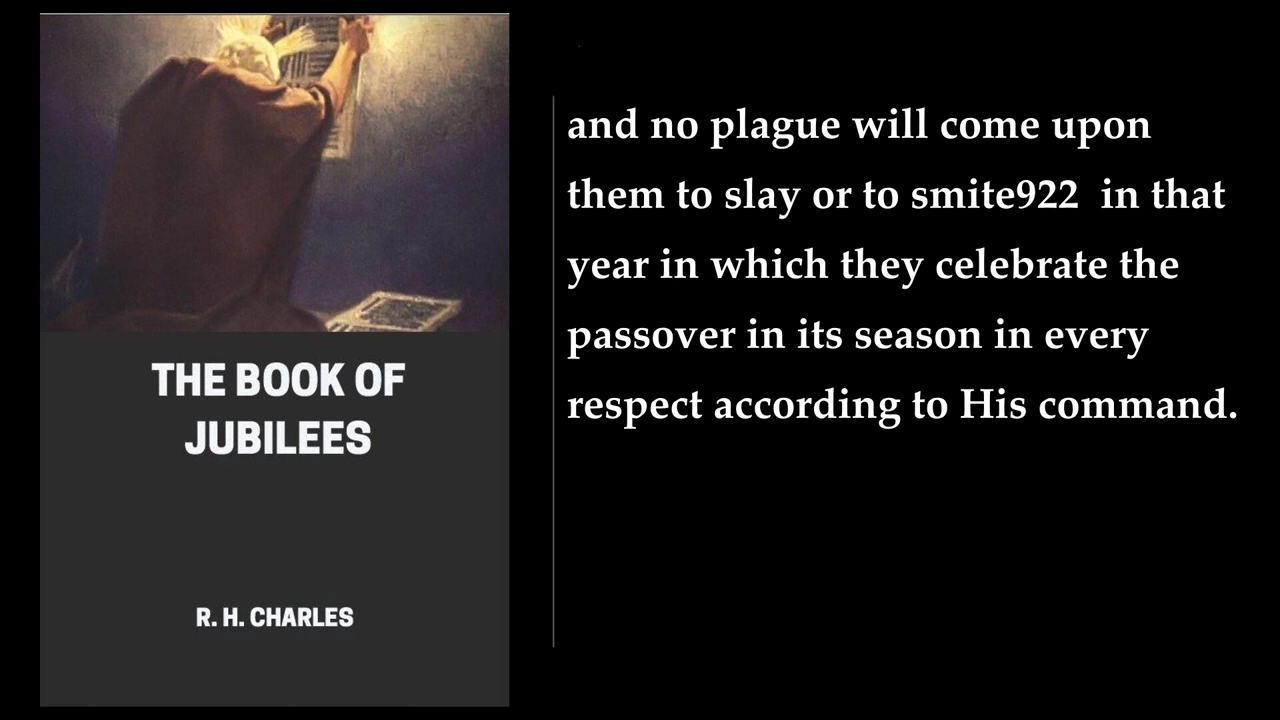 THE BOOK OF
JUBILEES
R. H. CHARLES
and no plague will come upon
them to slay or to smite922  in that
year in which they celebrate the
passover in its season in every
respect according to His command.